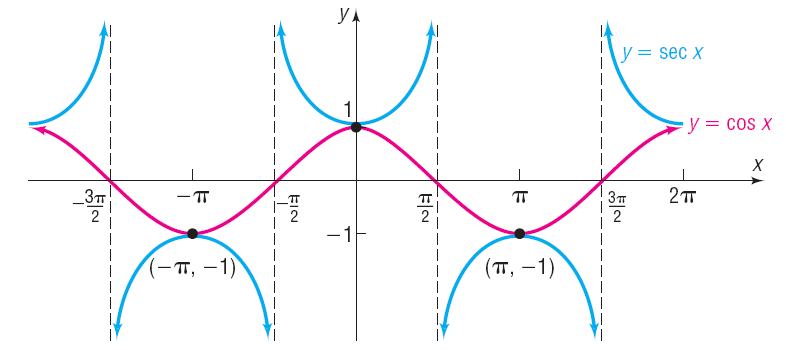 y
y = sec x
1
y = cos x
x
-3π/2
-π
-π/2
π/2
π
3π/2
2π
-1
(-π, -1)
(π, -1)